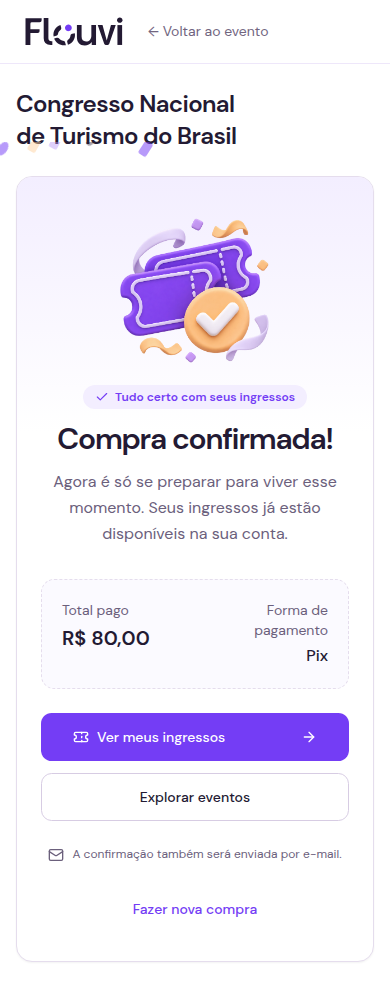 Flouvi
← Voltar ao evento
Congresso Nacional
de Turismo do Brasil
Tudo certo com seus ingressos
Compra confirmada!
Agora é só se preparar para viver esse
momento. Seus ingressos já estão
disponíveis na sua conta.
Total pago
R$ 80,00
Forma de
pagamento
Pix
Ver meus ingressos →
Explorar eventos
A confirmação também será enviada por e-mail.
Fazer nova compra